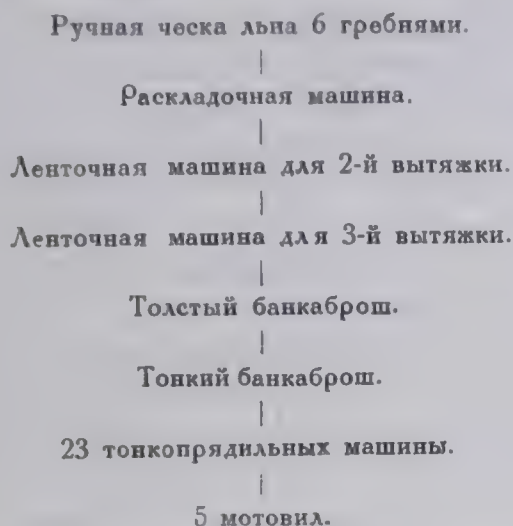 Ручная ческа льна 6 гребнями.
Раскладочная машина.
Ленточная машина для 2-й вытяжки.
Ленточная машина для 3-й вытяжки.
Толстый банкаброш.
Тонкий банкаброш.
23 тонкопрядильных машины.
5 мотовил.